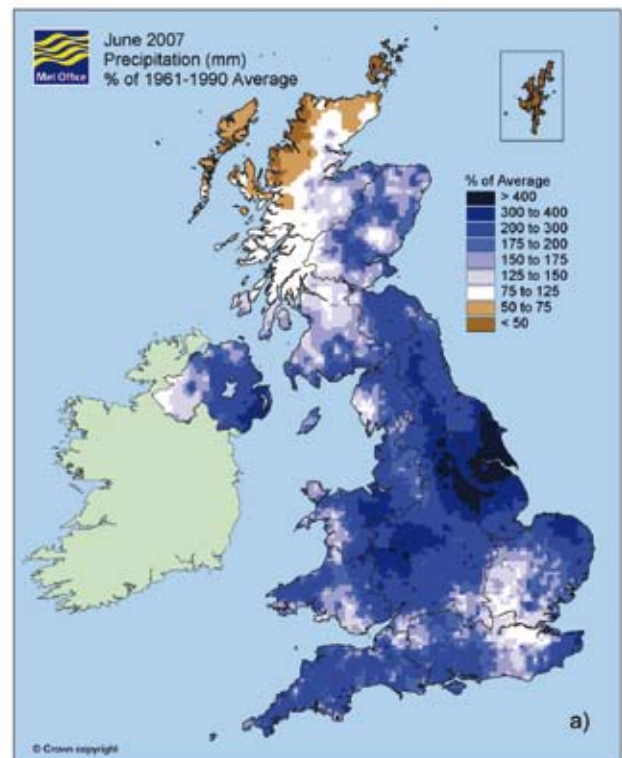 June 2007
Precipitation (mm)
% of 1961-1990 Average
Met Office
% of Average
> 400
300 to 400
200 to 300
175 to 200
150 to 175
125 to 150
75 to 125
50 to 75
< 50
a)
© Crown copyright